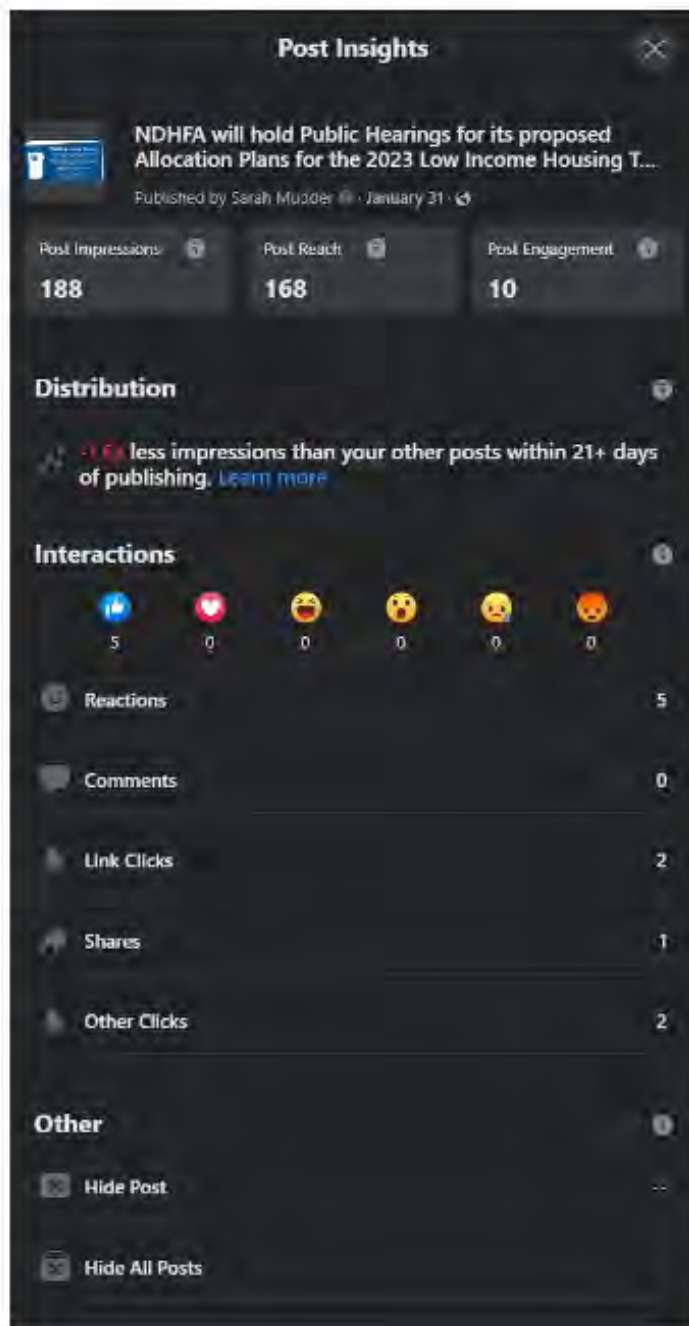 Post Insights
NDHFA will hold Public Hearings for its proposed
Allocation Plans for the 2023 Low Income Housing T...
Published by Sarah Mudder · January 31 ·
Post Impressions
Post Reach
Post Engagement
188
168
10
Distribution
less impressions than your other posts within 21+ days
of publishing. Learn more
Interactions
5
0
0
0
0
0
Reactions
5
Comments
0
Link Clicks
2
Shares
1
Other Clicks
2
Other
Hide Post
--
Hide All Posts